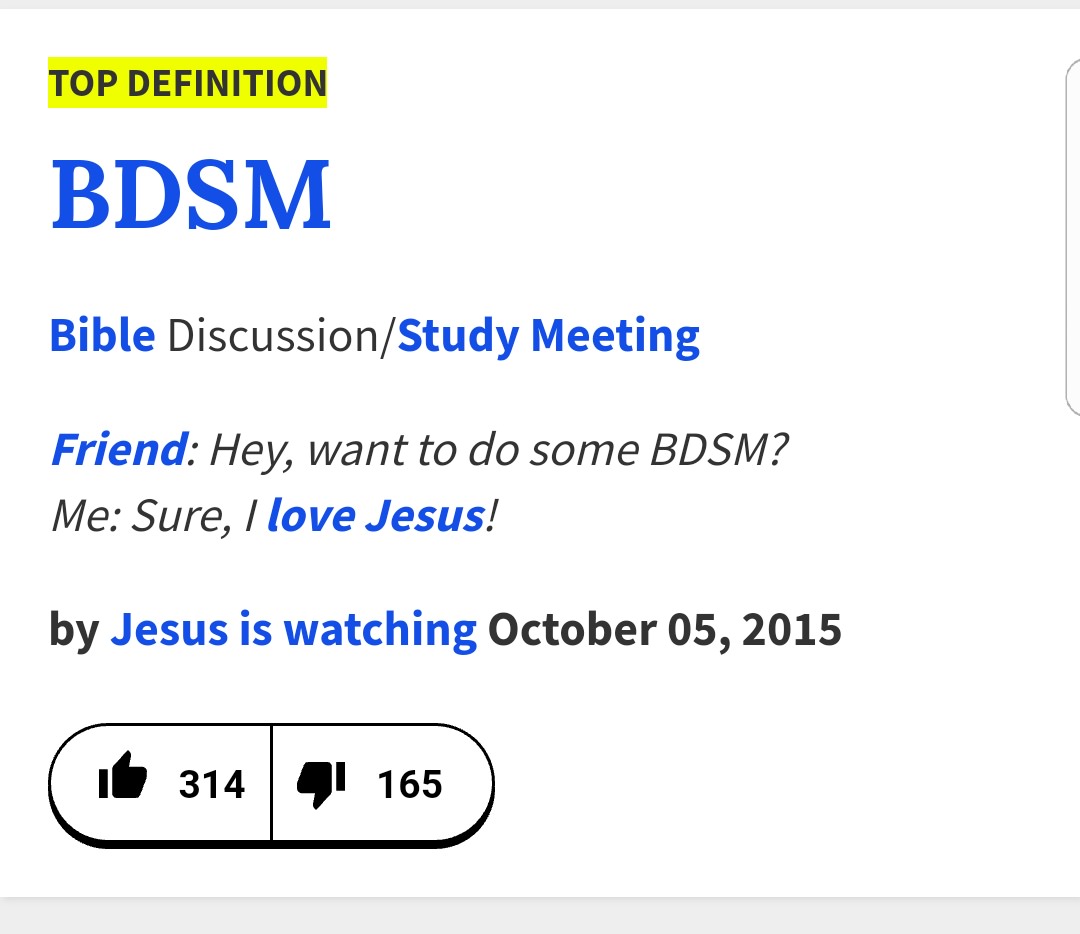 TOP DEFINITION
BDSM
Bible Discussion/Study Meeting
Friend: Hey, want to do some BDSM?
Me: Sure, I love Jesus!
by Jesus is watching October 05, 2015
314 165